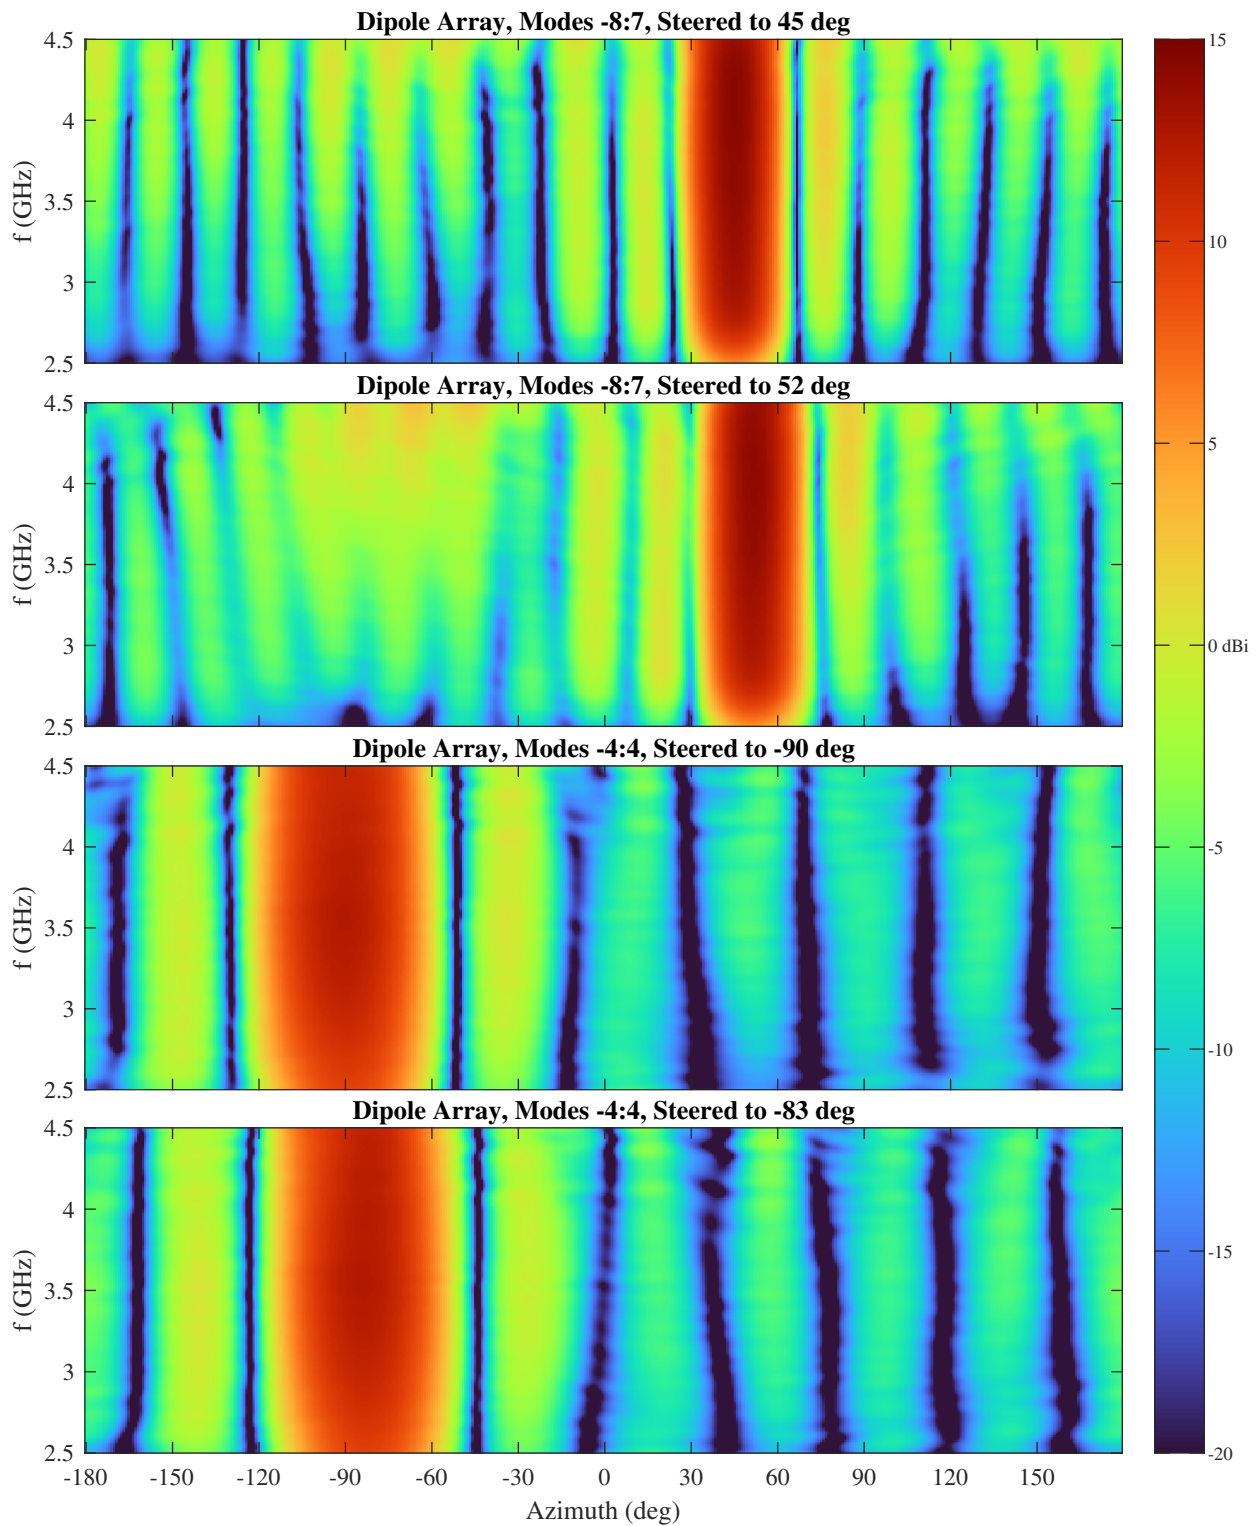 Dipole Array, Modes -8:7, Steered to 45 deg
4.5
4
3.5
3
2.5
f (GHz)
Dipole Array, Modes -8:7, Steered to 52 deg
4.5
4
3.5
3
2.5
f (GHz)
Dipole Array, Modes -4:4, Steered to -90 deg
4.5
4
3.5
3
2.5
f (GHz)
Dipole Array, Modes -4:4, Steered to -83 deg
4.5
4
3.5
3
2.5
f (GHz)
-180 -150 -120 -90 -60 -30 0 30 60 90 120 150
Azimuth (deg)
15
10
5
0 dBi
-5
-10
-15
-20